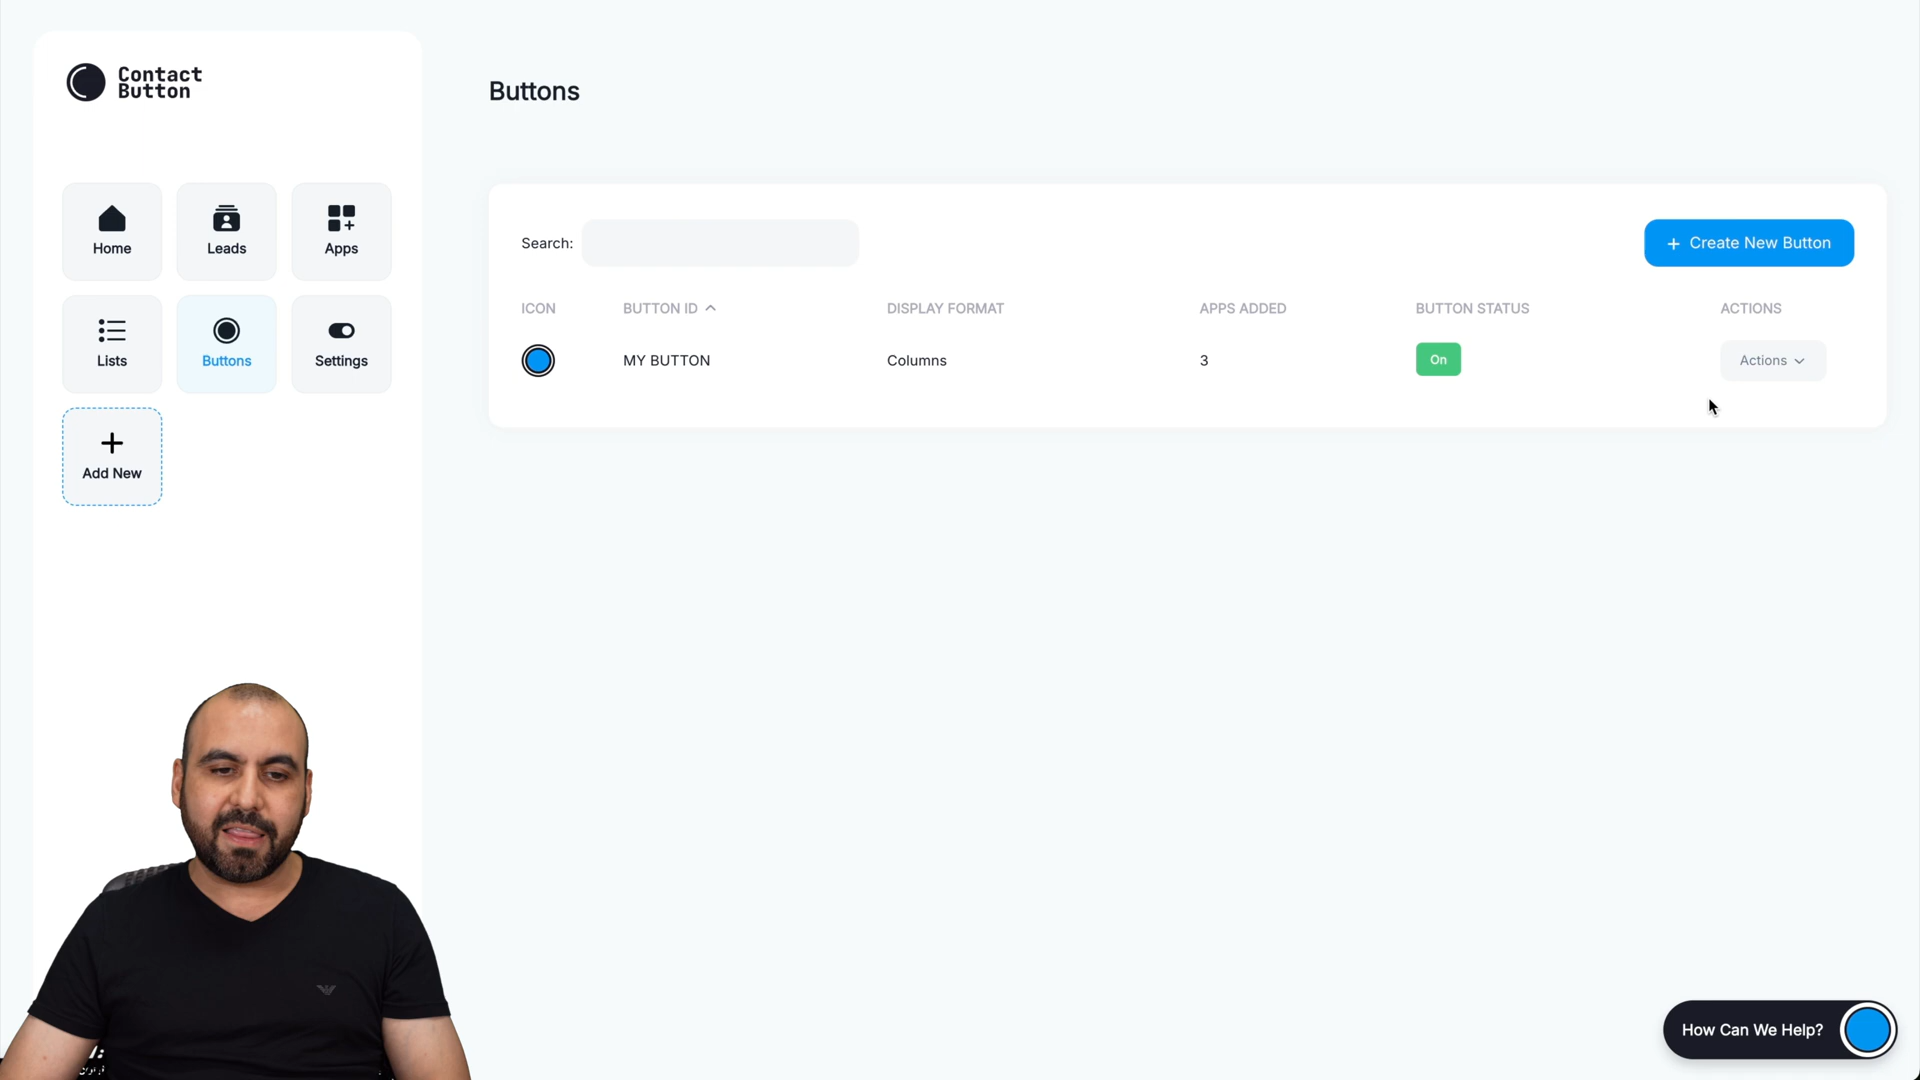 Contact
Button
Buttons
Home
Leads
Apps
Search:
+ Create New Button
ICON
BUTTON ID
DISPLAY FORMAT
APPS ADDED
BUTTON STATUS
ACTIONS
MY BUTTON
Columns
3
On
Actions
Lists
Buttons
Settings
Add New
How Can We Help?